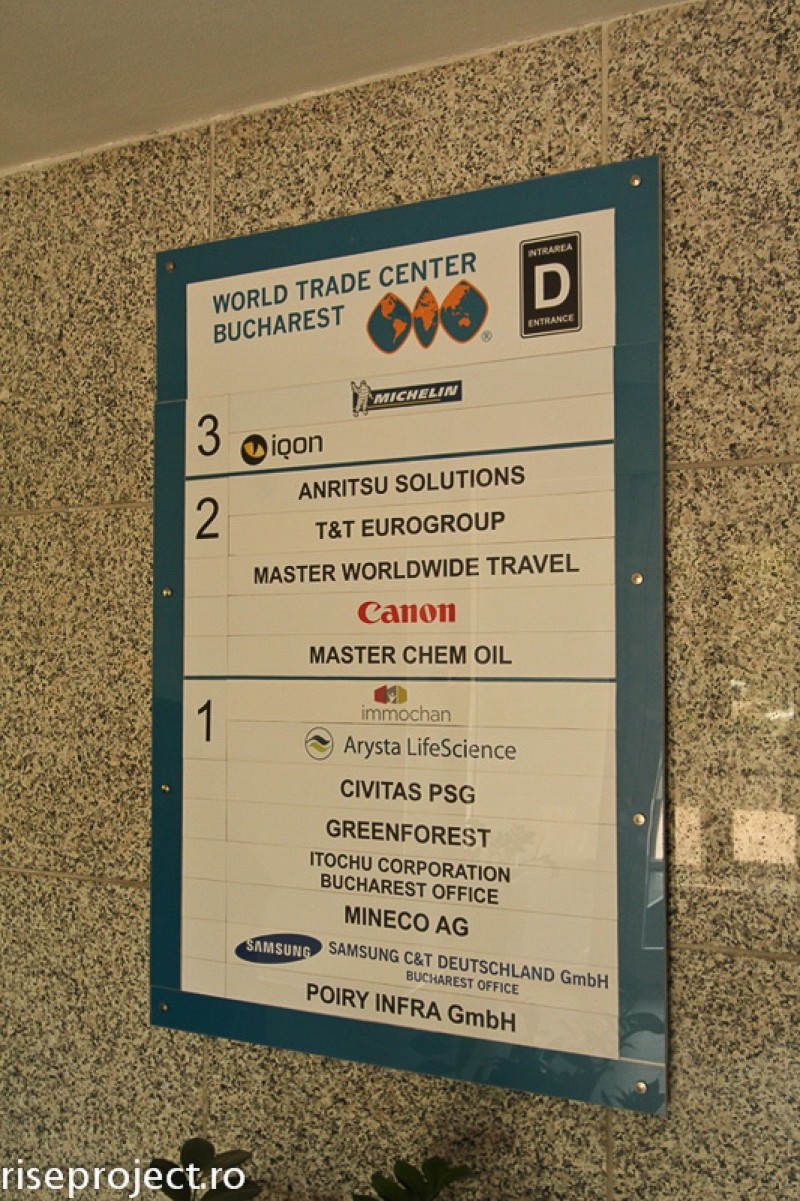 WORLD TRADE CENTER
BUCHAREST
®
INTRAREA
D
ENTRANCE
3
MICHELIN
iqon
2
ANRITSU SOLUTIONS
T&T EUROGROUP
MASTER WORLDWIDE TRAVEL
Canon
MASTER CHEM OIL
1
immochan
Arysta LifeScience
CIVITAS PSG
GREENFOREST
ITOCHU CORPORATION
BUCHAREST OFFICE
MINECO AG
SAMSUNG SAMSUNG C&T DEUTSCHLAND GmbH
BUCHAREST OFFICE
POIRY INFRA GmbH
riseproject.ro